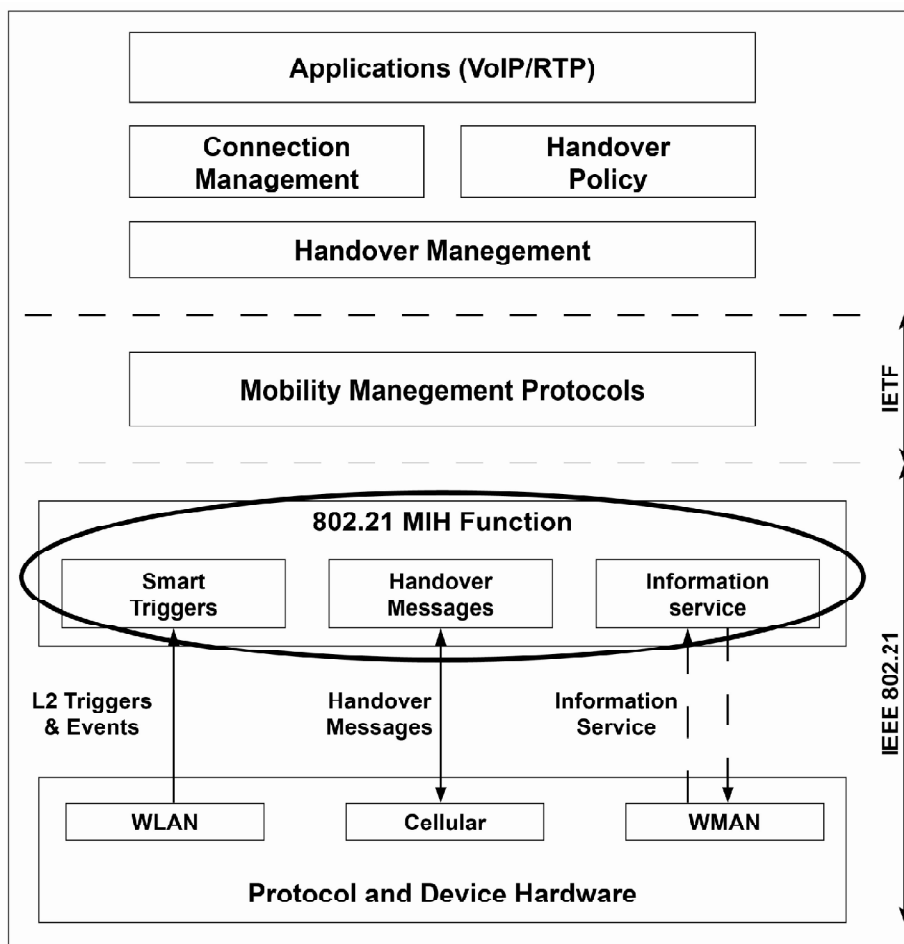 Applications (VoIP/RTP)
Connection
Management
Handover
Policy
Handover Manegement
Mobility Manegement Protocols
IETF
802.21 MIH Function
Smart
Triggers
Handover
Messages
Information
service
L2 Triggers
& Events
Handover
Messages
Information
Service
IEEE 802.21
WLAN
Cellular
WMAN
Protocol and Device Hardware